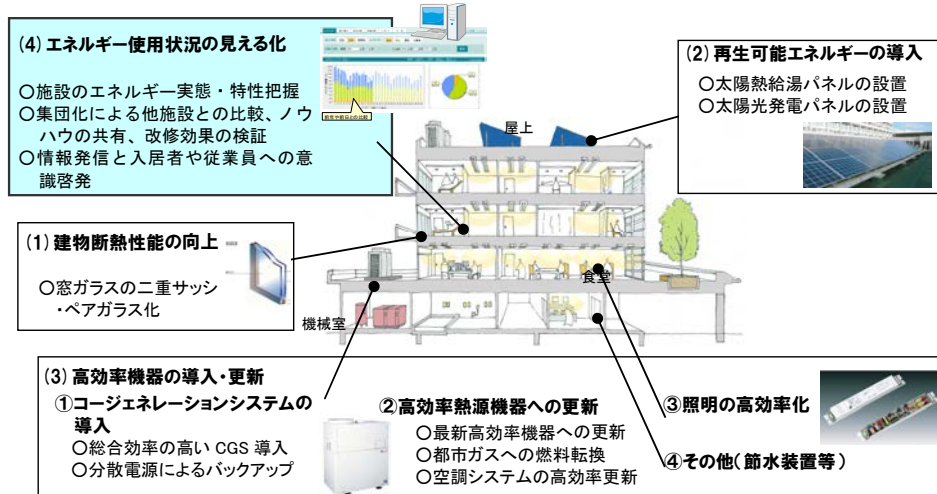 (4) エネルギー使用状況の見える化
○施設のエネルギー実態・特性把握
○集団化による他施設との比較、ノウ
ハウの共有、改修効果の検証
○情報発信と入居者や従業員への意
識啓発
(2) 再生可能エネルギーの導入
○太陽熱給湯パネルの設置
○太陽光発電パネルの設置
屋上
(1) 建物断熱性能の向上
○窓ガラスの二重サッシ
・ペアガラス化
食堂
機械室
(3) 高効率機器の導入・更新
①コージェネレーションシステムの
導入
○総合効率の高い CGS 導入
○分散電源によるバックアップ
②高効率熱源機器への更新
○最新高効率機器への更新
○都市ガスへの燃料転換
○空調システムの高効率更新
③照明の高効率化
④その他(節水装置等)